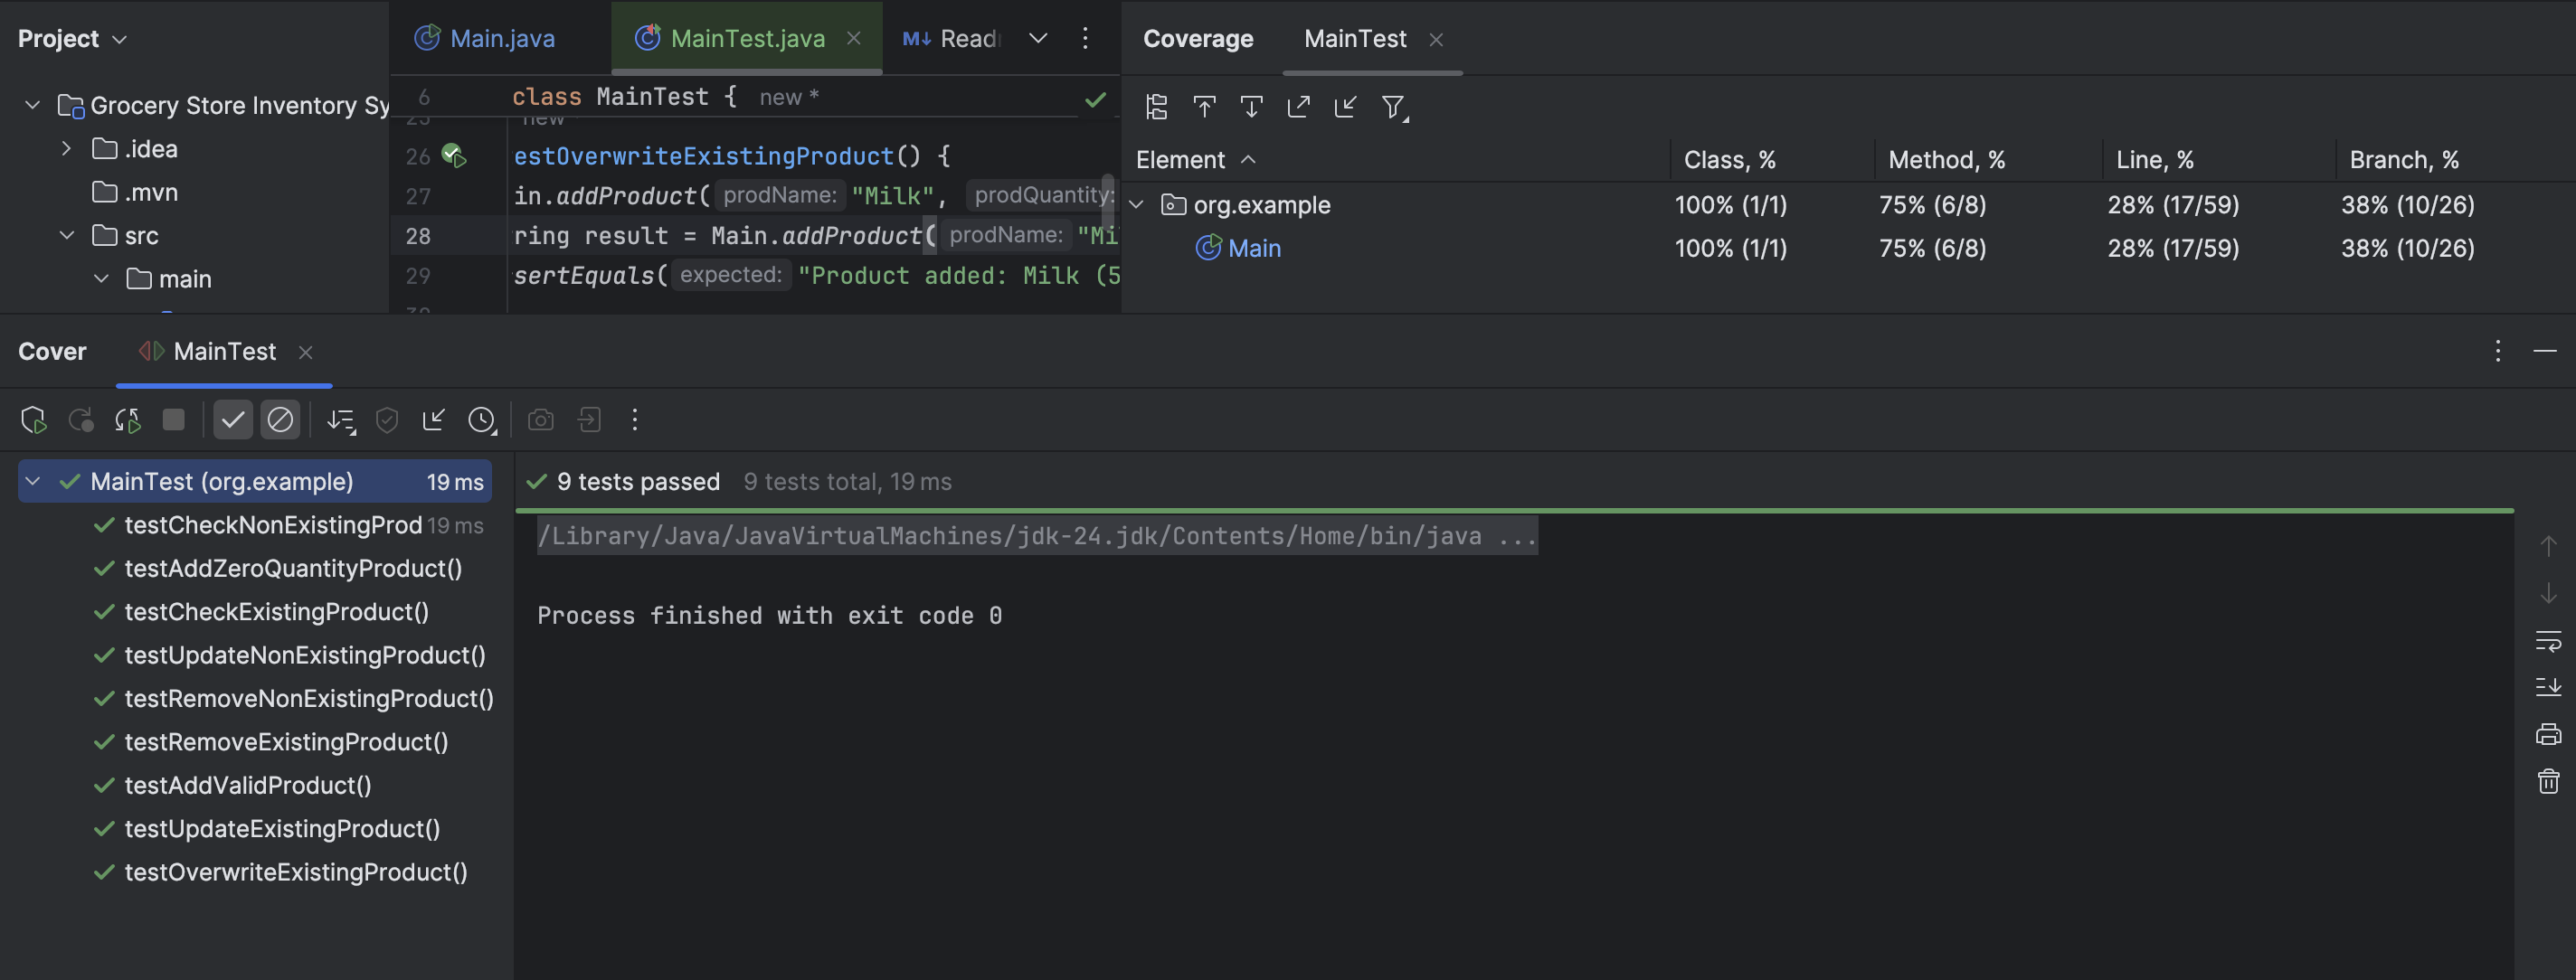 Project
Main.java
MainTest.java
Read
Coverage
MainTest
Grocery Store Inventory Sy
.idea
.mvn
src
main
6 class MainTest { new *
25 new *
26 estOverwriteExistingProduct() {
27 in.addProduct( prodName: "Milk", prodQuantity:
28 ring result = Main.addProduct( prodName: "Mi
29 sertEquals( expected: "Product added: Milk (5
30
Element Class, % Method, % Line, % Branch, %
org.example 100% (1/1) 75% (6/8) 28% (17/59) 38% (10/26)
Main 100% (1/1) 75% (6/8) 28% (17/59) 38% (10/26)
Cover MainTest
MainTest (org.example) 19 ms
testCheckNonExistingProd 19 ms
testAddZeroQuantityProduct()
testCheckExistingProduct()
testUpdateNonExistingProduct()
testRemoveNonExistingProduct()
testRemoveExistingProduct()
testAddValidProduct()
testUpdateExistingProduct()
testOverwriteExistingProduct()
9 tests passed 9 tests total, 19 ms
/Library/Java/JavaVirtualMachines/jdk-24.jdk/Contents/Home/bin/java ...
Process finished with exit code 0